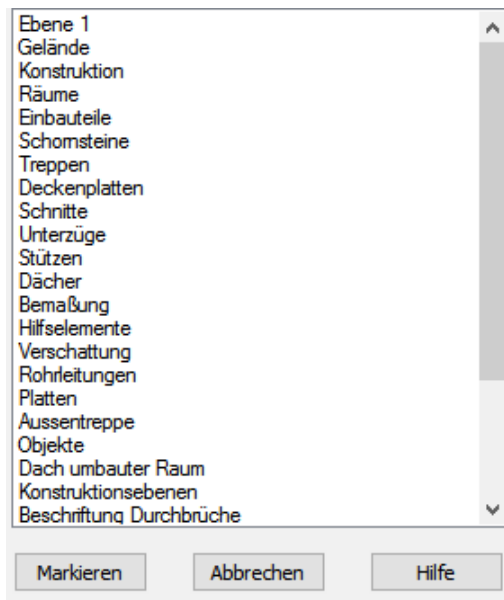 Ebene 1
Gelände
Konstruktion
Räume
Einbauteile
Schornsteine
Treppen
Deckenplatten
Schnitte
Unterzüge
Stützen
Dächer
Bemaßung
Hilfselemente
Verschattung
Rohrleitungen
Platten
Aussentreppe
Objekte
Dach umbauter Raum
Konstruktionsebenen
Beschriftung Durchbrüche
Markieren Abbrechen Hilfe